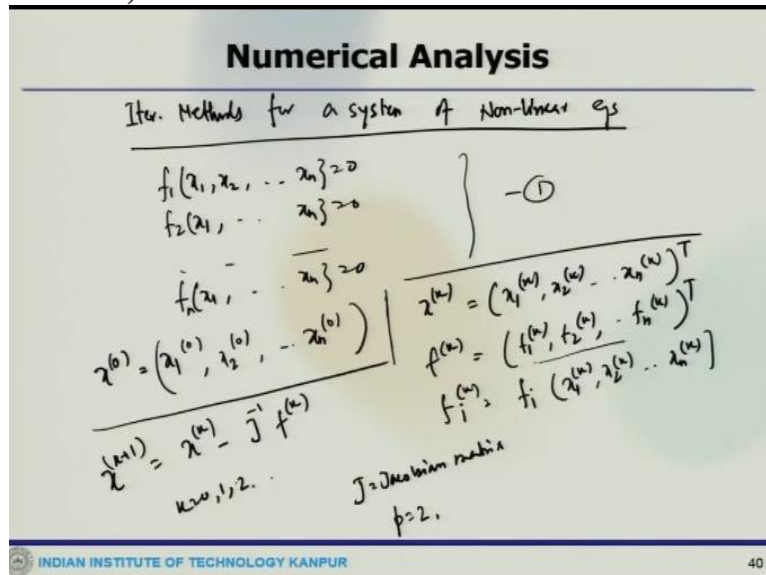 Numerical Analysis
Iter. Methods for a system of Non-linear eqs
f₁(x₁, x₂, .. xₙ) = 0
f₂(x₁, .. xₙ) = 0
- ①
fₙ(x₁, .. xₙ) = 0
x⁽⁰⁾ = (x₁⁽⁰⁾, x₂⁽⁰⁾, .. xₙ⁽⁰⁾)
x⁽ᵏ⁾ = (x₁⁽ᵏ⁾, x₂⁽ᵏ⁾ .. xₙ⁽ᵏ⁾)ᵀ
f⁽ᵏ⁾ = (f₁⁽ᵏ⁾, f₂⁽ᵏ⁾, . fₙ⁽ᵏ⁾)ᵀ
fᵢ⁽ᵏ⁾ = fᵢ (x₁⁽ᵏ⁾, x₂⁽ᵏ⁾ .. xₙ⁽ᵏ⁾)
x⁽ᵏ⁺¹⁾ = x⁽ᵏ⁾ - J⁻¹ f⁽ᵏ⁾
k=0, 1, 2..
J = Jacobian matrix
p=2.
INDIAN INSTITUTE OF TECHNOLOGY KANPUR
40